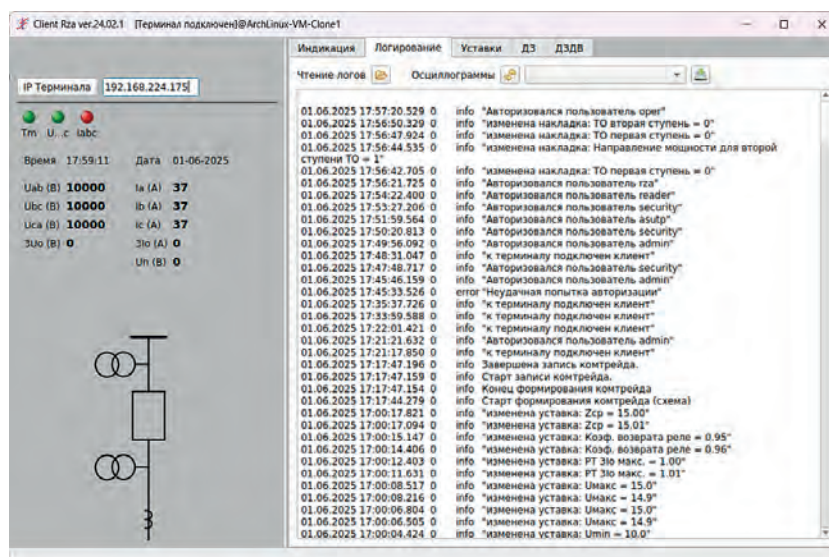 Client Rza ver.24.02.1 [Терминал подключен]@ArchLinux-VM-Clone1
Индикация Логирование Уставки ДЗ ДЗДВ
Чтение логов Осциллограммы
IP Терминала 192.168.224.175
Tm U...c Iabc
Время 17:59:11 Дата 01-06-2025
Uab (В) 10000 Ia (А) 37
Ubc (В) 10000 Ib (А) 37
Uca (В) 10000 Ic (А) 37
3Uo (В) 0 3Io (А) 0
Un (В) 0
01.06.2025 17:57:20.529 0 info "Авторизовался пользователь oper"
01.06.2025 17:56:50.329 0 info "изменена накладка: ТО вторая ступень = 0"
01.06.2025 17:56:47.924 0 info "изменена накладка: ТО первая ступень = 0"
01.06.2025 17:56:44.535 0 info "изменена накладка: Направление мощности для второй
ступени ТО = 1"
01.06.2025 17:56:42.705 0 info "изменена накладка: ТО первая ступень = 0"
01.06.2025 17:56:21.725 0 info "Авторизовался пользователь rza"
01.06.2025 17:54:22.400 0 info "Авторизовался пользователь reader"
01.06.2025 17:53:27.206 0 info "Авторизовался пользователь security"
01.06.2025 17:51:59.564 0 info "Авторизовался пользователь asutp"
01.06.2025 17:50:20.813 0 info "Авторизовался пользователь security"
01.06.2025 17:49:56.092 0 info "Авторизовался пользователь admin"
01.06.2025 17:48:31.047 0 info "к терминалу подключен клиент"
01.06.2025 17:47:48.717 0 info "Авторизовался пользователь security"
01.06.2025 17:45:46.159 0 info "Авторизовался пользователь admin"
01.06.2025 17:45:33.526 0 error "Неудачная попытка авторизации"
01.06.2025 17:35:37.726 0 info "к терминалу подключен клиент"
01.06.2025 17:33:59.588 0 info "к терминалу подключен клиент"
01.06.2025 17:22:01.421 0 info "к терминалу подключен клиент"
01.06.2025 17:21:21.632 0 info "Авторизовался пользователь admin"
01.06.2025 17:21:17.850 0 info "к терминалу подключен клиент"
01.06.2025 17:17:47.196 0 info Завершена запись комтрейда.
01.06.2025 17:17:47.159 0 info Старт записи комтрейда.
01.06.2025 17:17:47.154 0 info Конец формирования комтрейда
01.06.2025 17:17:44.279 0 info Старт формирования комтрейда (схема)
01.06.2025 17:00:17.821 0 info "изменена уставка: Zср = 15.00"
01.06.2025 17:00:17.094 0 info "изменена уставка: Zср = 15.01"
01.06.2025 17:00:15.147 0 info "изменена уставка: Коэф. возврата реле = 0.95"
01.06.2025 17:00:14.406 0 info "изменена уставка: Коэф. возврата реле = 0.96"
01.06.2025 17:00:12.403 0 info "изменена уставка: РТ 3Io макс. = 1.00"
01.06.2025 17:00:11.631 0 info "изменена уставка: РТ 3Io макс. = 1.01"
01.06.2025 17:00:08.517 0 info "изменена уставка: Uмакс = 15.0"
01.06.2025 17:00:08.216 0 info "изменена уставка: Uмакс = 14.9"
01.06.2025 17:00:06.804 0 info "изменена уставка: Uмакс = 15.0"
01.06.2025 17:00:06.505 0 info "изменена уставка: Uмакс = 14.9"
01.06.2025 17:00:04.424 0 info "изменена уставка: Umin = 10.0"